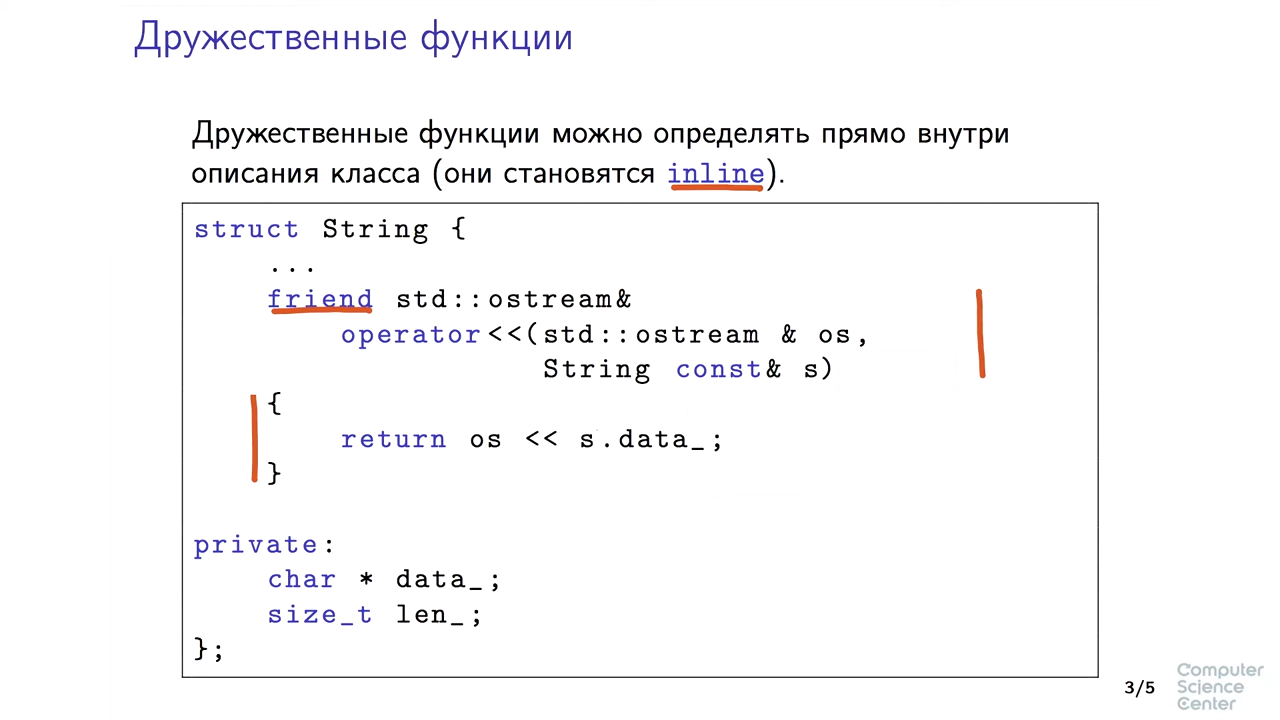 Дружественные функции
Дружественные функции можно определять прямо внутри
описания класса (они становятся inline).
struct String {
...
friend std::ostream&
operator<<(std::ostream & os,
String const& s)
{
return os << s.data_;
}
private:
char * data_;
size_t len_;
};
3/5
Computer
Science
Center